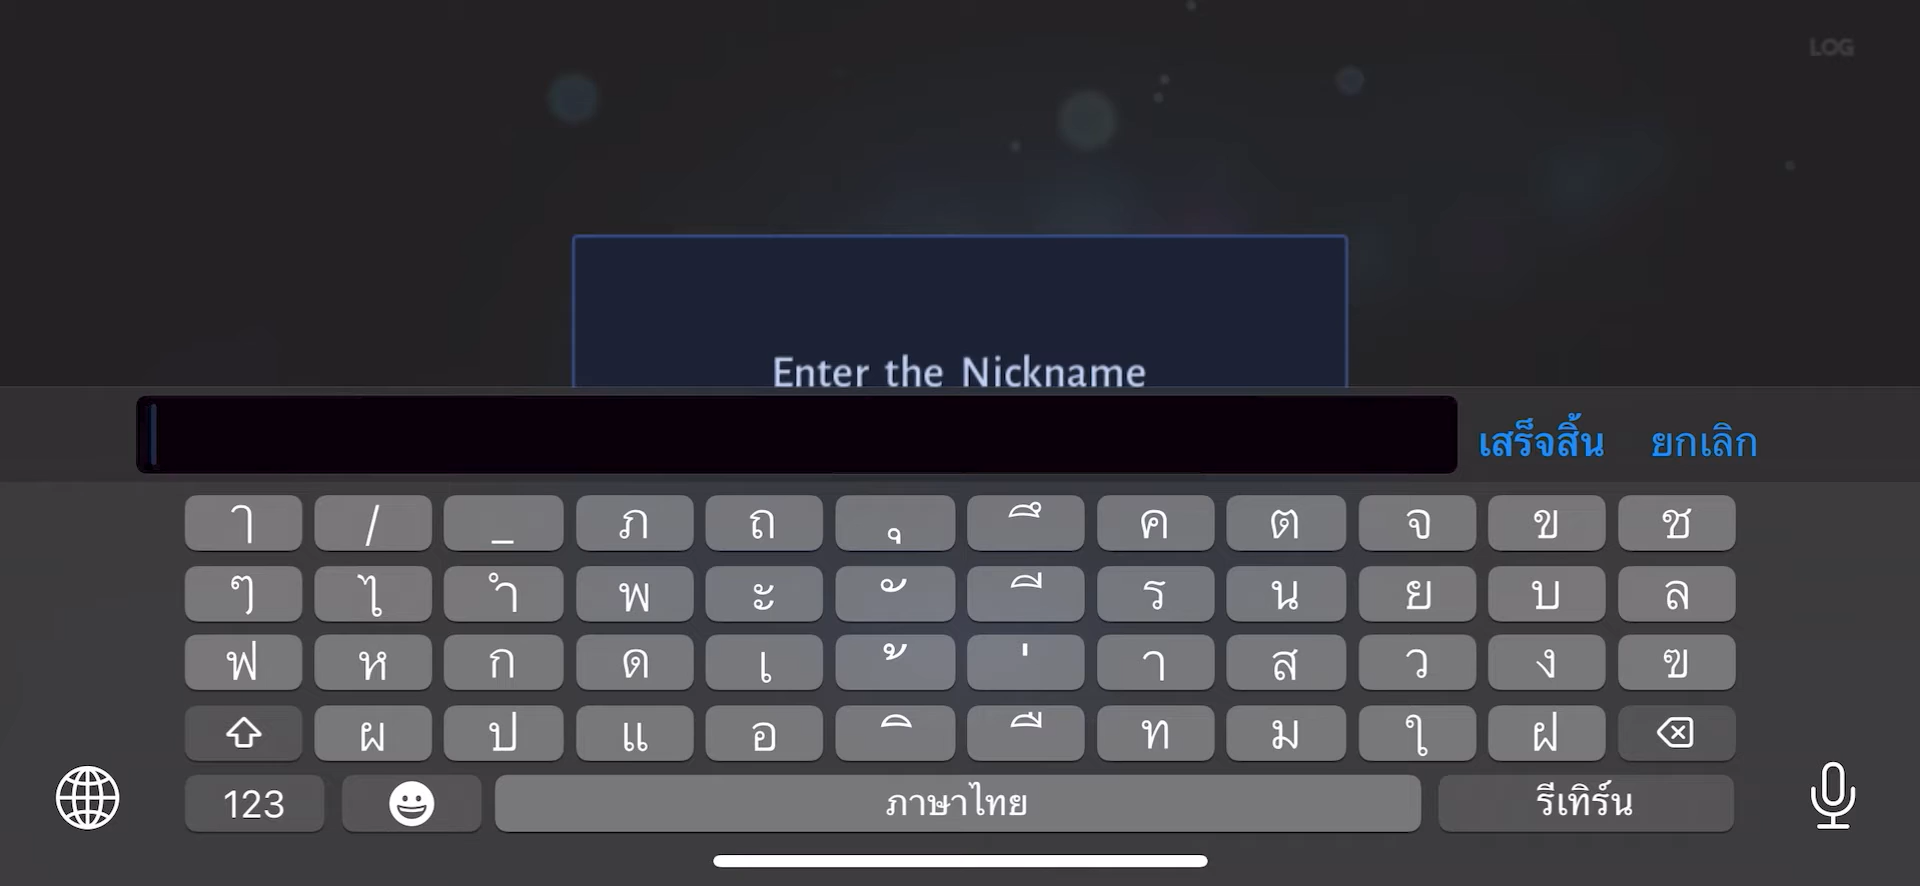 LOG
Enter the Nickname
เสร็จสิ้น ยกเลิก
ๅ / _ ภ ถ ุ ึ ค ต จ ข ช
ๆ ไ ำ พ ะ ั ี ร น ย บ ล
ฟ ห ก ด เ ้ ่ า ส ว ง ฃ
ผ ป แ อ ิ ื ท ม ใ ฝ
123 ภาษาไทย รีเทิร์น